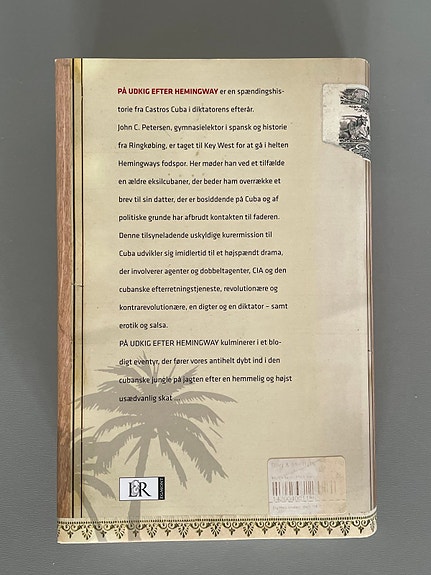 PÅ UDKIG EFTER HEMINGWAY er en spændingshis-
torie fra Castros Cuba i diktatorens efterår.
John C. Petersen, gymnasielektor i spansk og historie
fra Ringkøbing, er taget til Key West for at gå i helten
Hemingways fodspor. Her møder han ved et tilfælde
en ældre eksilcubaner, der beder ham overrække et
brev til sin datter, der er bosiddende på Cuba og af
politiske grunde har afbrudt kontakten til faderen.
Denne tilsyneladende uskyldige kurermission til
Cuba udvikler sig imidlertid til et højspændt drama,
der involverer agenter og dobbeltagenter, CIA og den
cubanske efterretningstjeneste, revolutionære og
kontrarevolutionære, en digter og en diktator – samt
erotik og salsa.
PÅ UDKIG EFTER HEMINGWAY kulminerer i et blo-
digt eventyr, der fører vores antihelt dybt ind i den
cubanske jungle på jagten efter en hemmelig og højst
usædvanlig skat ...
L&R
EGMONT